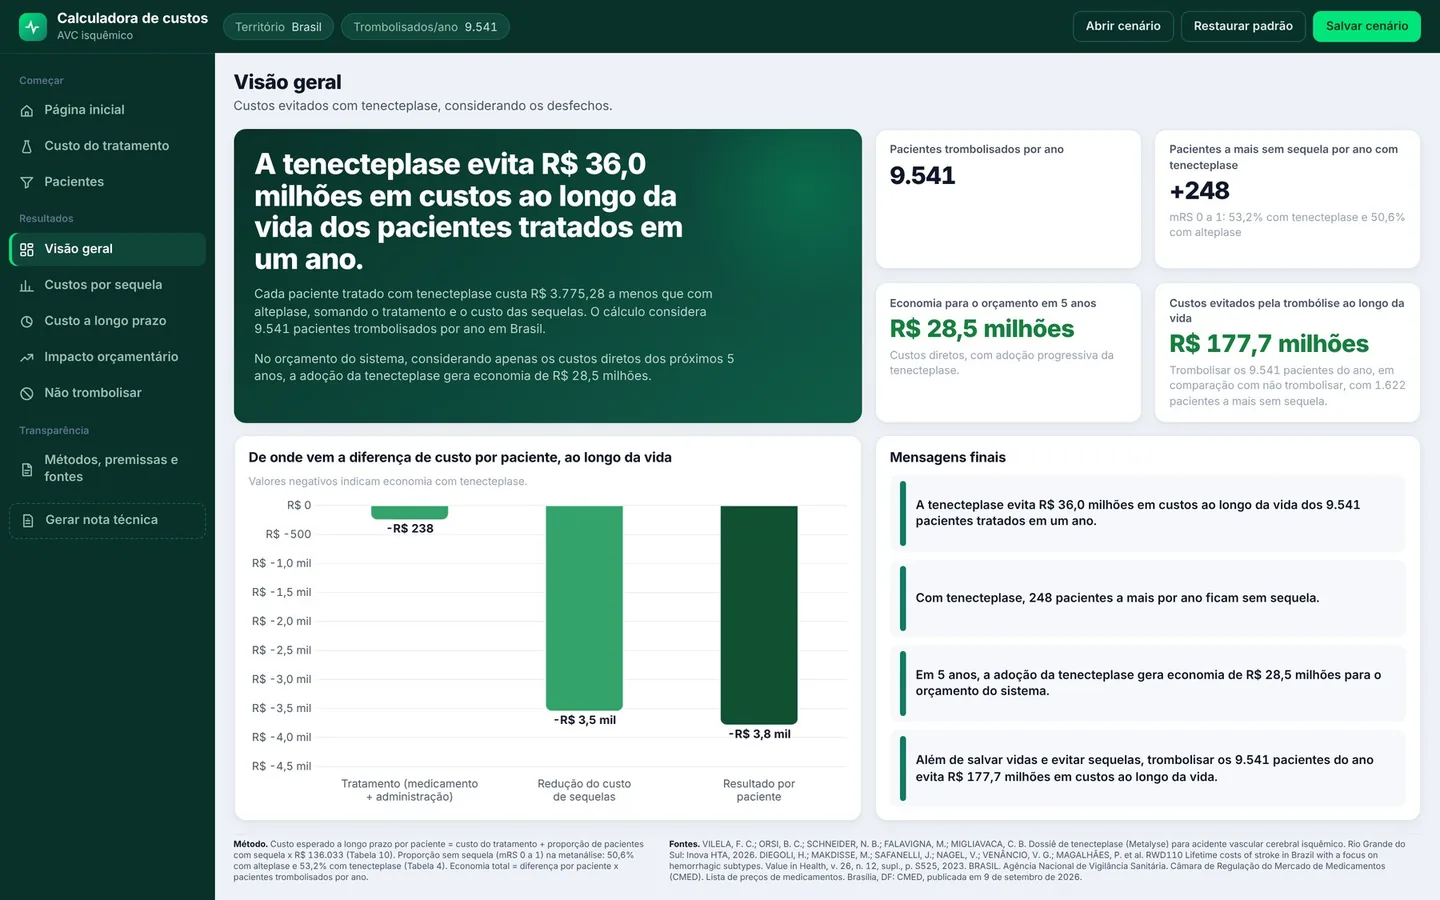 Calculadora de custos
AVC isquêmico
Território Brasil
Trombolisados/ano 9.541
Abrir cenário
Restaurar padrão
Salvar cenário
Começar
Página inicial
Custo do tratamento
Pacientes
Resultados
Visão geral
Custos por sequela
Custo a longo prazo
Impacto orçamentário
Não trombolisar
Transparência
Métodos, premissas e
fontes
Gerar nota técnica
Visão geral
Custos evitados com tenecteplase, considerando os desfechos.
A tenecteplase evita R$ 36,0
milhões em custos ao longo da
vida dos pacientes tratados em
um ano.
Cada paciente tratado com tenecteplase custa R$ 3.775,28 a menos que com
alteplase, somando o tratamento e o custo das sequelas. O cálculo considera
9.541 pacientes trombolisados por ano em Brasil.
No orçamento do sistema, considerando apenas os custos diretos dos próximos 5
anos, a adoção da tenecteplase gera economia de R$ 28,5 milhões.
Pacientes trombolisados por ano
9.541
Pacientes a mais sem sequela por ano com
tenecteplase
+248
mRS 0 a 1: 53,2% com tenecteplase e 50,6%
com alteplase
Economia para o orçamento em 5 anos
R$ 28,5 milhões
Custos diretos, com adoção progressiva da
tenecteplase.
Custos evitados pela trombólise ao longo da
vida
R$ 177,7 milhões
Trombolisar os 9.541 pacientes do ano, em
comparação com não trombolisar, com 1.622
pacientes a mais sem sequela.
De onde vem a diferença de custo por paciente, ao longo da vida
Valores negativos indicam economia com tenecteplase.
R$ 0
R$ -500
R$ -1,0 mil
R$ -1,5 mil
R$ -2,0 mil
R$ -2,5 mil
R$ -3,0 mil
R$ -3,5 mil
R$ -4,0 mil
R$ -4,5 mil
-R$ 238
-R$ 3,5 mil
-R$ 3,8 mil
Tratamento (medicamento
+ administração)
Redução do custo
de sequelas
Resultado por
paciente
Mensagens finais
A tenecteplase evita R$ 36,0 milhões em custos ao longo da vida dos 9.541
pacientes tratados em um ano.
Com tenecteplase, 248 pacientes a mais por ano ficam sem sequela.
Em 5 anos, a adoção da tenecteplase gera economia de R$ 28,5 milhões para o
orçamento do sistema.
Além de salvar vidas e evitar sequelas, trombolisar os 9.541 pacientes do ano
evita R$ 177,7 milhões em custos ao longo da vida.
Método. Custo esperado a longo prazo por paciente = custo do tratamento + proporção de pacientes
com sequela x R$ 136.033 (Tabela 10). Proporção sem sequela (mRS 0 a 1) na metanálise: 50,6%
com alteplase e 53,2% com tenecteplase (Tabela 4). Economia total = diferença por paciente x
pacientes trombolisados por ano.
Fontes. VILELA, F. C.; ORSI, B. C.; SCHNEIDER, N. B.; FALAVIGNA, M.; MIGLIAVACA, C. B. Dossiê de tenecteplase (Metalyse) para acidente vascular cerebral isquêmico. Rio Grande do
Sul: Inova HTA, 2026. DIEGOLI, H.; MAKDISSE, M.; SAFANELLI, J.; NAGEL, V.; VENÂNCIO, V. G.; MAGALHÃES, P. et al. RWD110 Lifetime costs of stroke in Brazil with a focus on
hemorrhagic subtypes. Value in Health, v. 26, n. 12, supl., p. S525, 2023. BRASIL. Agência Nacional de Vigilância Sanitária. Câmara de Regulação do Mercado de Medicamentos
(CMED). Lista de preços de medicamentos. Brasília, DF: CMED, publicada em 9 de setembro de 2026.